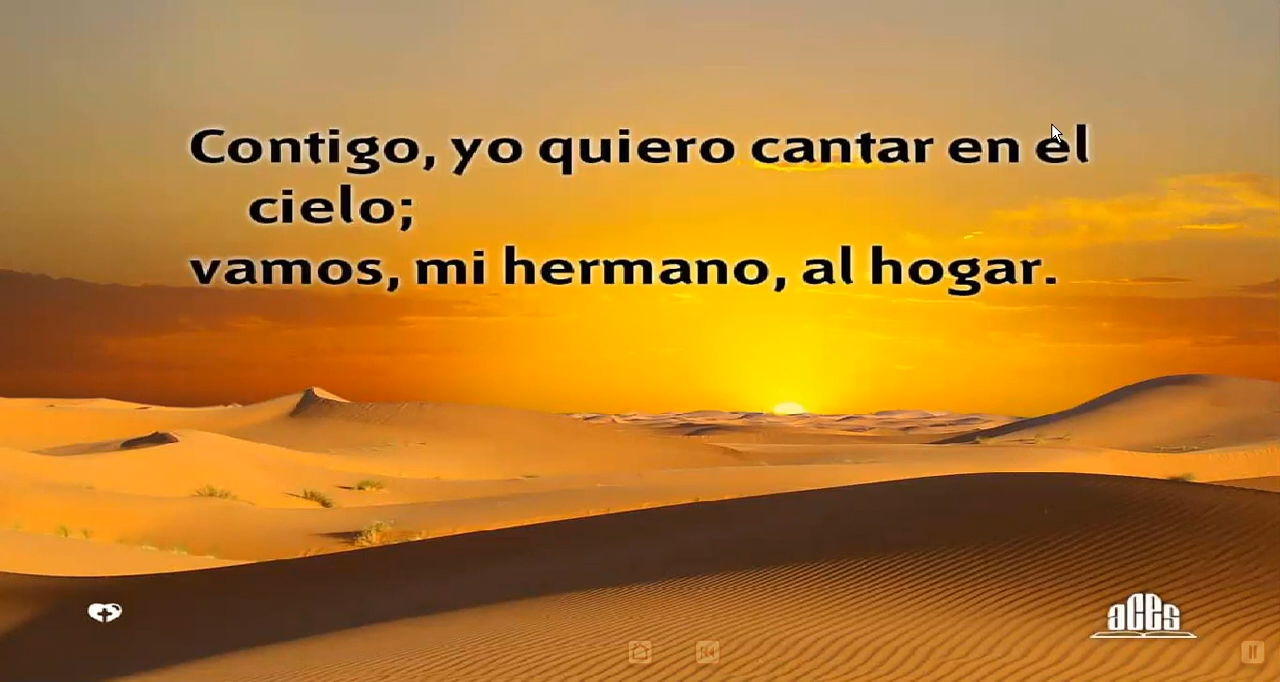 Contigo, yo quiero cantar en el
cielo;
vamos, mi hermano, al hogar.
aces